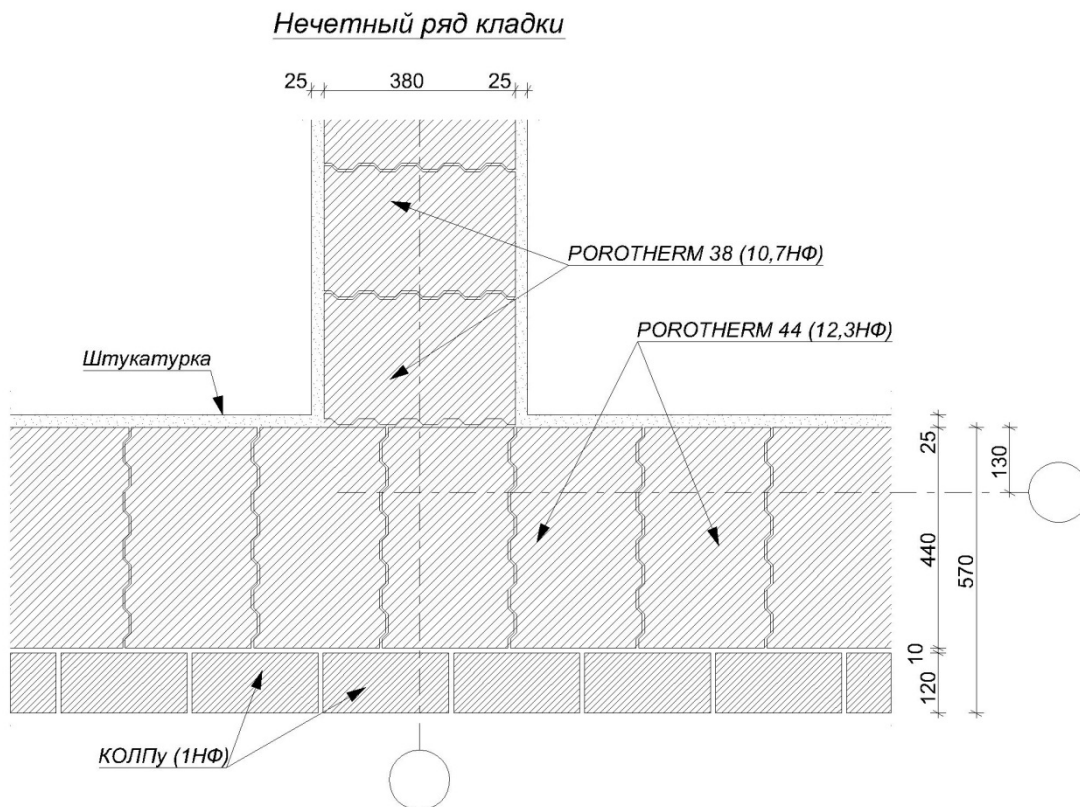 Нечетный ряд кладки
25 380 25
POROTHERM 38 (10,7НФ)
POROTHERM 44 (12,3НФ)
Штукатурка
25
130
440
570
10
120
КОЛПу (1НФ)